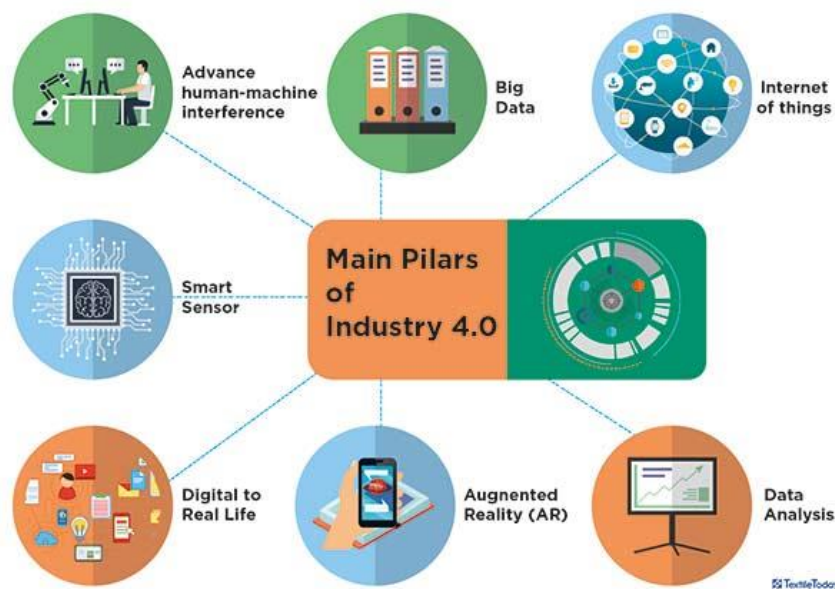 Advance
human-machine
interference
Big
Data
Internet
of things
Main Pilars
of
Industry 4.0
Smart
Sensor
Digital to
Real Life
Augnented
Reality (AR)
Data
Analysis
TextileToday